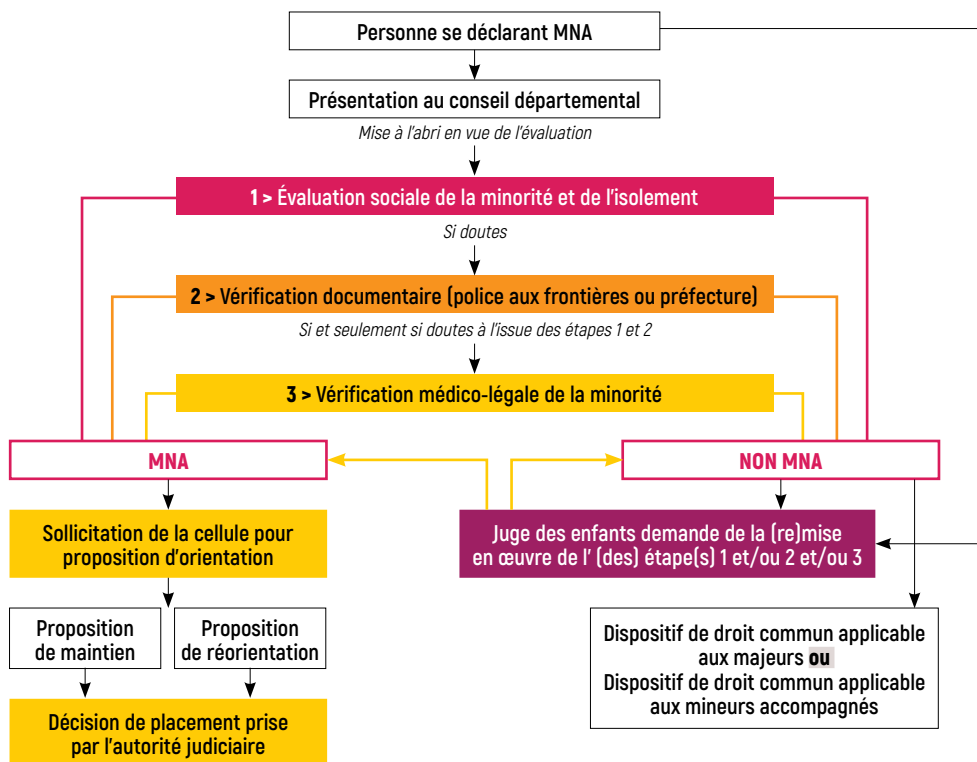 Personne se déclarant MNA
Présentation au conseil départemental
Mise à l'abri en vue de l'évaluation
1 > Évaluation sociale de la minorité et de l'isolement
Si doutes
2 > Vérification documentaire (police aux frontières ou préfecture)
Si et seulement si doutes à l'issue des étapes 1 et 2
3 > Vérification médico-légale de la minorité
MNA
NON MNA
Sollicitation de la cellule pour
proposition d'orientation
Juge des enfants demande de la (re)mise
en œuvre de l' (des) étape(s) 1 et/ou 2 et/ou 3
Proposition
de maintien
Proposition
de réorientation
Dispositif de droit commun applicable
aux majeurs ou
Dispositif de droit commun applicable
aux mineurs accompagnés
Décision de placement prise
par l'autorité judiciaire